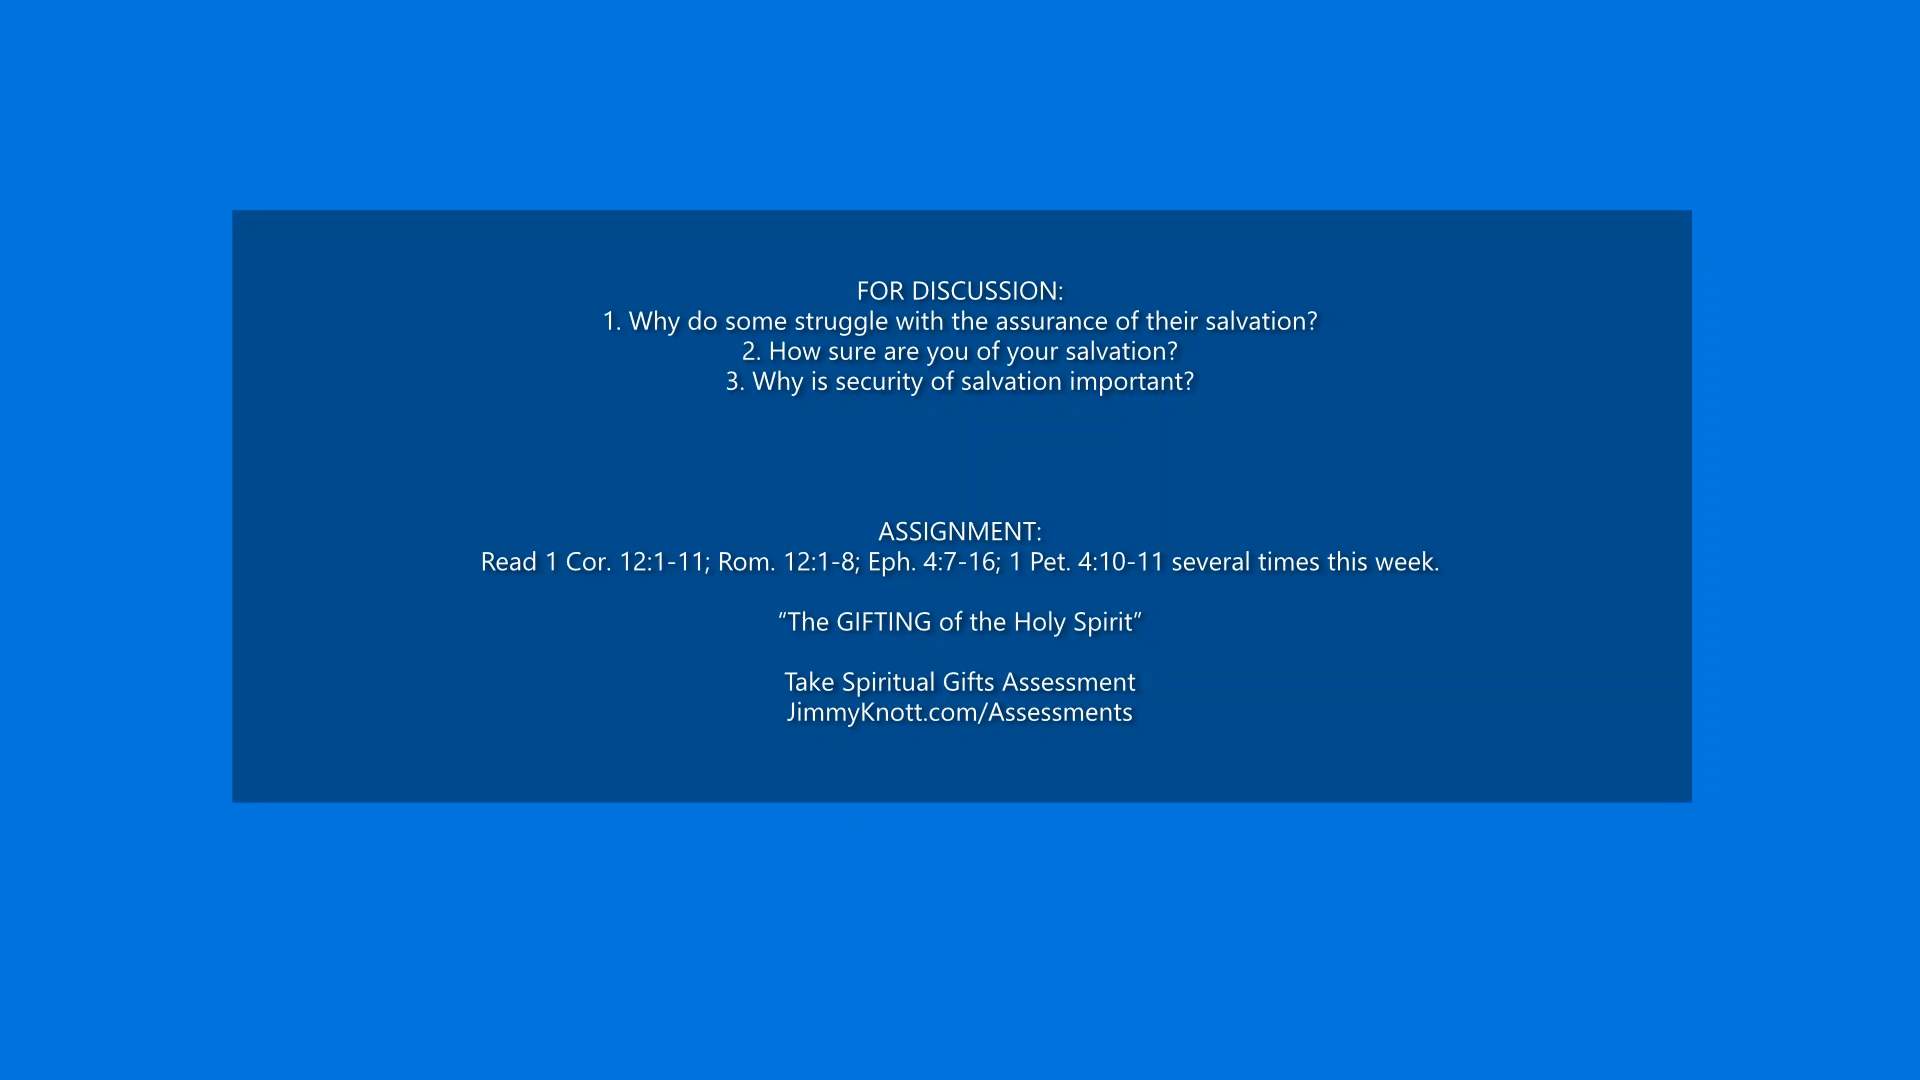 FOR DISCUSSION:
1. Why do some struggle with the assurance of their salvation?
2. How sure are you of your salvation?
3. Why is security of salvation important?
ASSIGNMENT:
Read 1 Cor. 12:1-11; Rom. 12:1-8; Eph. 4:7-16; 1 Pet. 4:10-11 several times this week.
“The GIFTING of the Holy Spirit”
Take Spiritual Gifts Assessment
JimmyKnott.com/Assessments